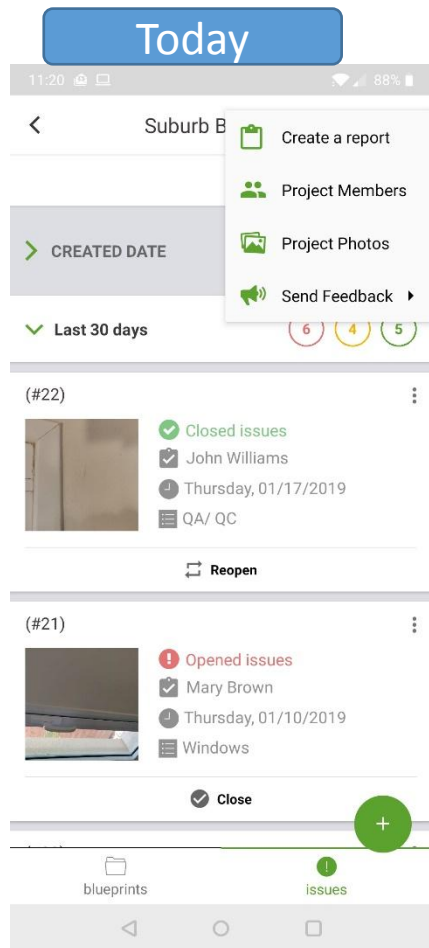 Today
11:20 88%
Suburb B
Create a report
Project Members
Project Photos
Send Feedback
CREATED DATE
Last 30 days 6 4 5
(#22)
Closed issues
John Williams
Thursday, 01/17/2019
QA/ QC
Reopen
(#21)
Opened issues
Mary Brown
Thursday, 01/10/2019
Windows
Close
+
blueprints issues